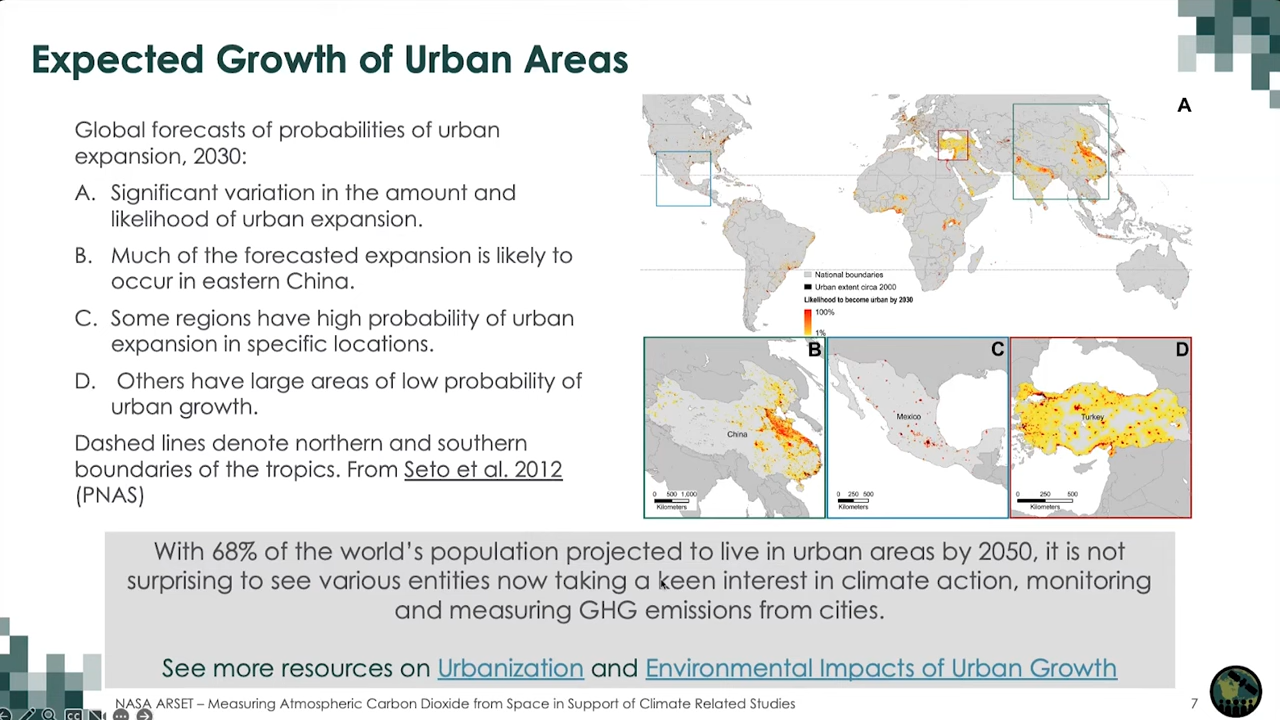 Expected Growth of Urban Areas
Global forecasts of probabilities of urban
expansion, 2030:
A. Significant variation in the amount and
likelihood of urban expansion.
B. Much of the forecasted expansion is likely to
occur in eastern China.
C. Some regions have high probability of urban
expansion in specific locations.
D. Others have large areas of low probability of
urban growth.
Dashed lines denote northern and southern
boundaries of the tropics. From Seto et al. 2012
(PNAS)
A
National boundaries
Urban extent circa 2000
Likelihood to become urban by 2030
100%
1%
B
China
0 500 1,000
Kilometers
C
Mexico
0 250 500
Kilometers
D
Turkey
0 250 500
Kilometers
With 68% of the world's population projected to live in urban areas by 2050, it is not
surprising to see various entities now taking a keen interest in climate action, monitoring
and measuring GHG emissions from cities.
See more resources on Urbanization and Environmental Impacts of Urban Growth
NASA ARSET – Measuring Atmospheric Carbon Dioxide from Space in Support of Climate Related Studies
7